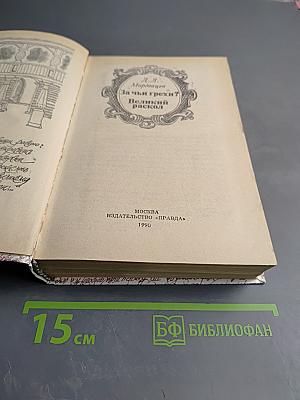 Д. Л.
Мордовцев
За чьи грехи?
Великий
раскол
МОСКВА
ИЗДАТЕЛЬСТВО «ПРАВДА»
1990
15 см
БФ БИБЛИОФАН